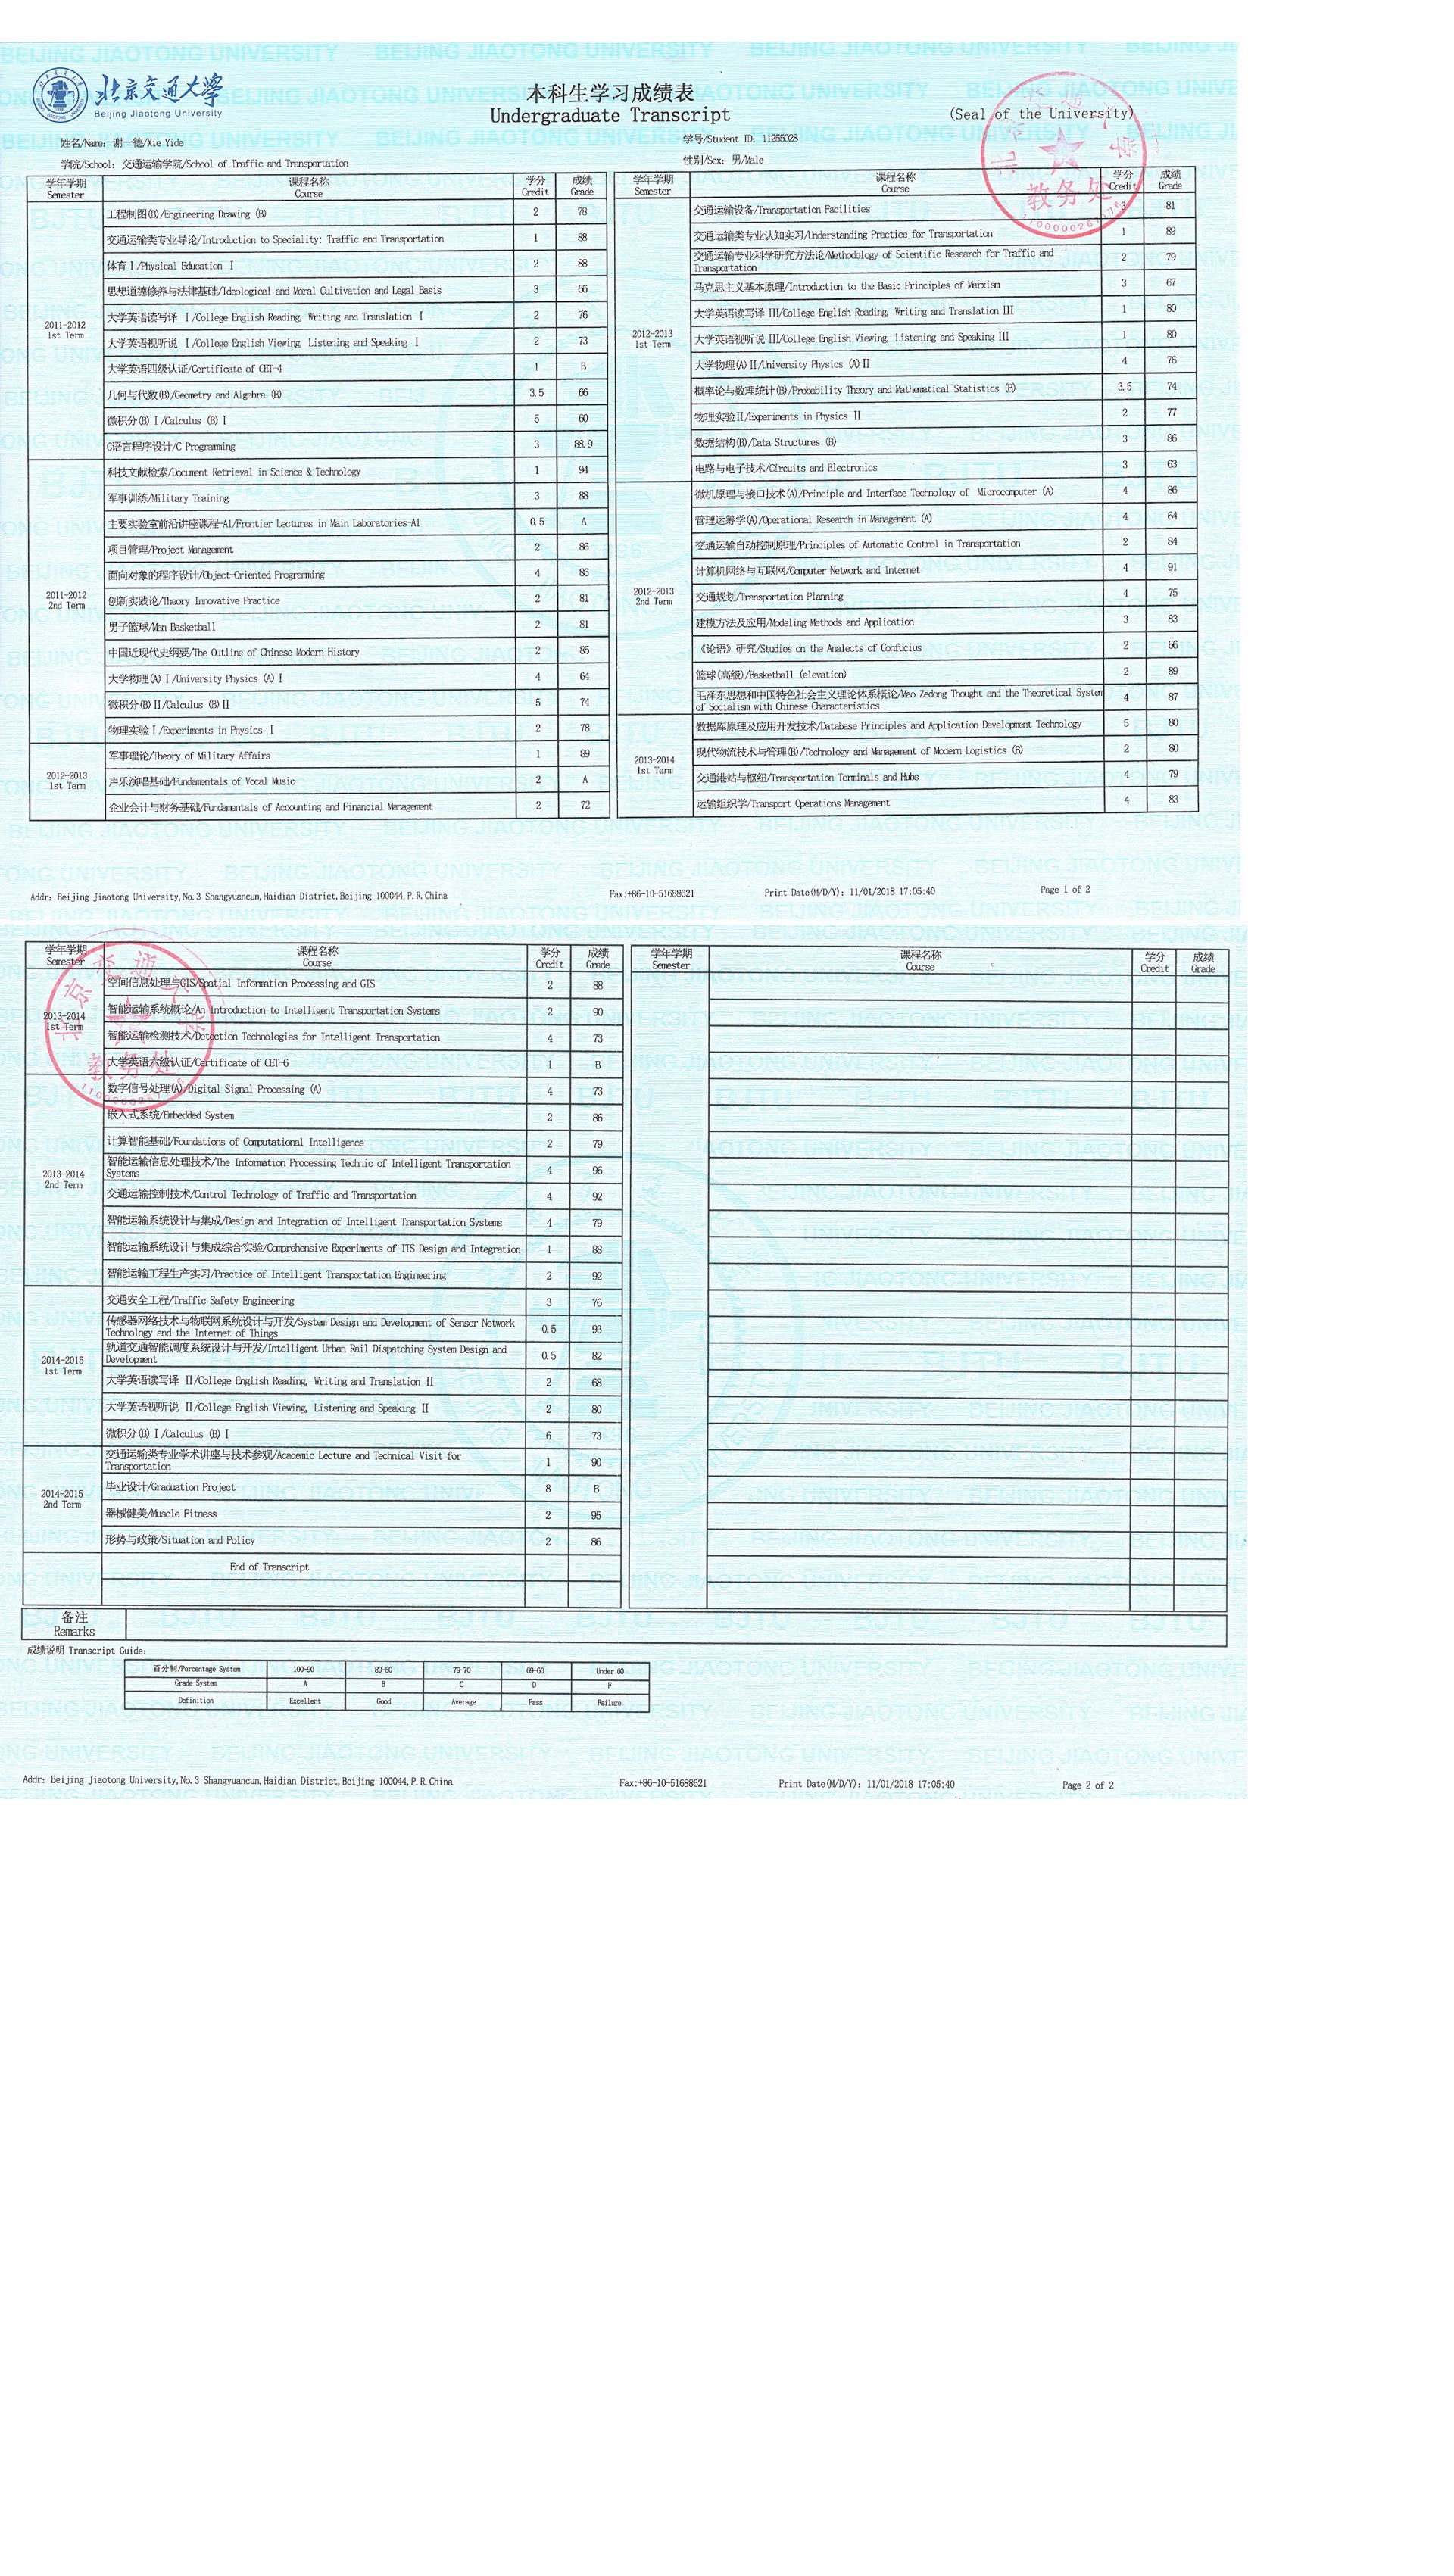 北京交通大学
Beijing Jiaotong University
本科生学习成绩表
Undergraduate Transcript
(Seal of the University)
姓名/Name: 谢一德/Xie Yide
学号/Student ID: 11255028
学院/School: 交通运输学院/School of Traffic and Transportation
性别/Sex: 男/Male
学年学期 Semester 课程名称 Course 学分 Credit 成绩 Grade
2011-2012 1st Term
工程制图(B)/Engineering Drawing (B) 2 78
交通运输类专业导论/Introduction to Speciality: Traffic and Transportation 1 88
体育Ⅰ/Physical Education Ⅰ 2 88
思想道德修养与法律基础/Ideological and Moral Cultivation and Legal Basis 3 66
大学英语读写译 Ⅰ/College English Reading, Writing and Translation Ⅰ 2 76
大学英语视听说 Ⅰ/College English Viewing, Listening and Speaking Ⅰ 2 73
大学英语四级认证/Certificate of CET-4 1 B
几何与代数(B)/Geometry and Algebra (B) 3.5 66
微积分(B)Ⅰ/Calculus (B)Ⅰ 5 60
C语言程序设计/C Programming 3 88.9
2011-2012 2nd Term
科技文献检索/Document Retrieval in Science & Technology 1 94
军事训练/Military Training 3 88
主要实验室前沿讲座课程-A1/Frontier Lectures in Main Laboratories-A1 0.5 A
项目管理/Project Management 2 86
面向对象的程序设计/Object-Oriented Programming 4 86
创新实践论/Theory Innovative Practice 2 81
男子篮球/Man Basketball 2 81
中国近现代史纲要/The Outline of Chinese Modern History 2 85
大学物理(A)Ⅰ/University Physics (A)Ⅰ 4 64
微积分(B)Ⅱ/Calculus (B)Ⅱ 5 74
物理实验Ⅰ/Experiments in Physics Ⅰ 2 78
2012-2013 1st Term
军事理论/Theory of Military Affairs 1 89
声乐演唱基础/Fundamentals of Vocal Music 2 A
企业会计与财务基础/Fundamentals of Accounting and Financial Management 2 72
学年学期 Semester 课程名称 Course 学分 Credit 成绩 Grade
2012-2013 1st Term
交通运输设备/Transportation Facilities 3 81
交通运输类专业认知实习/Understanding Practice for Transportation 1 89
交通运输专业科学研究方法论/Methodology of Scientific Research for Traffic and
Transportation 2 79
马克思主义基本原理/Introduction to the Basic Principles of Marxism 3 67
大学英语读写译 III/College English Reading, Writing and Translation III 1 80
大学英语视听说 III/College English Viewing, Listening and Speaking III 1 80
大学物理(A)Ⅱ/University Physics (A)Ⅱ 4 76
概率论与数理统计(B)/Probability Theory and Mathematical Statistics (B) 3.5 74
物理实验Ⅱ/Experiments in Physics Ⅱ 2 77
数据结构(B)/Data Structures (B) 3 86
电路与电子技术/Circuits and Electronics 3 63
2012-2013 2nd Term
微机原理与接口技术(A)/Principle and Interface Technology of Microcomputer (A) 4 86
管理运筹学(A)/Operational Research in Management (A) 4 64
交通运输自动控制原理/Principles of Automatic Control in Transportation 2 84
计算机网络与互联网/Computer Network and Internet 4 91
交通规划/Transportation Planning 4 75
建模方法及应用/Modeling Methods and Application 3 83
《论语》研究/Studies on the Analects of Confucius 2 66
篮球(高级)/Basketball (elevation) 2 89
毛泽东思想和中国特色社会主义理论体系概论/Mao Zedong Thought and the Theoretical System
of Socialism with Chinese Characteristics 4 87
2013-2014 1st Term
数据库原理及应用开发技术/Database Principles and Application Development Technology 5 80
现代物流技术与管理(B)/Technology and Management of Modern Logistics (B) 2 80
交通港站与枢纽/Transportation Terminals and Hubs 4 79
运输组织学/Transport Operations Management 4 83
教务处
Addr: Beijing Jiaotong University, No.3 Shangyuancun, Haidian District, Beijing 100044, P.R.China
Fax:+86-10-51688621
Print Date(M/D/Y): 11/01/2018 17:05:40
Page 1 of 2
学年学期 Semester 课程名称 Course 学分 Credit 成绩 Grade
2013-2014 1st Term
空间信息处理与GIS/Spatial Information Processing and GIS 2 88
智能运输系统概论/An Introduction to Intelligent Transportation Systems 2 90
智能运输检测技术/Detection Technologies for Intelligent Transportation 4 73
大学英语六级认证/Certificate of CET-6 1 B
2013-2014 2nd Term
数字信号处理(A)/Digital Signal Processing (A) 4 73
嵌入式系统/Embedded System 2 86
计算智能基础/Foundations of Computational Intelligence 2 79
智能运输信息处理技术/The Information Processing Technic of Intelligent Transportation
Systems 4 96
交通运输控制技术/Control Technology of Traffic and Transportation 4 92
智能运输系统设计与集成/Design and Integration of Intelligent Transportation Systems 4 79
智能运输系统设计与集成综合实验/Comprehensive Experiments of ITS Design and Integration 1 88
智能运输工程生产实习/Practice of Intelligent Transportation Engineering 2 92
2014-2015 1st Term
交通安全工程/Traffic Safety Engineering 3 76
传感器网络技术与物联网系统设计与开发/System Design and Development of Sensor Network
Technology and the Internet of Things 0.5 93
轨道交通智能调度系统设计与开发/Intelligent Urban Rail Dispatching System Design and
Development 0.5 82
大学英语读写译 II/College English Reading, Writing and Translation II 2 68
大学英语视听说 II/College English Viewing, Listening and Speaking II 2 80
微积分(B)Ⅰ/Calculus (B)Ⅰ 6 73
2014-2015 2nd Term
交通运输类专业学术讲座与技术参观/Academic Lecture and Technical Visit for
Transportation 1 90
毕业设计/Graduation Project 8 B
器械健美/Muscle Fitness 2 95
形势与政策/Situation and Policy 2 86
End of Transcript
学年学期 Semester 课程名称 Course 学分 Credit 成绩 Grade
教务处
备注 Remarks
成绩说明 Transcript Guide:
百分制/Percentage System 100-90 89-80 79-70 69-60 Under 60
Grade System A B C D F
Definition Excellent Good Average Pass Failure
Addr: Beijing Jiaotong University, No.3 Shangyuancun, Haidian District, Beijing 100044, P.R.China
Fax:+86-10-51688621
Print Date(M/D/Y): 11/01/2018 17:05:40
Page 2 of 2